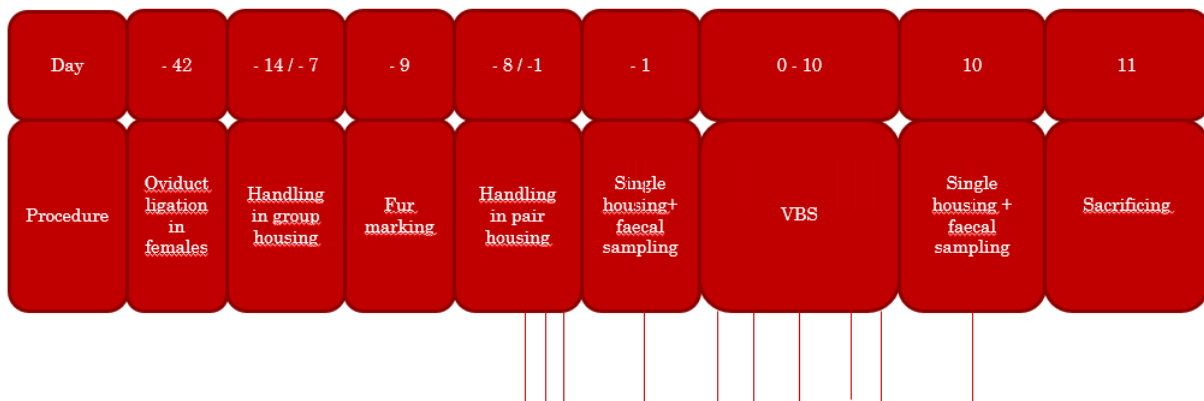 Day
- 42
- 14 / - 7
- 9
- 8 / -1
- 1
0 - 10
10
11
Procedure
Oviduct
ligation
in
females
Handling
in group
housing
Fur
marking
Handling
in pair
housing
Single
housing+
faecal
sampling
VBS
Single
housing +
faecal
sampling
Sacrificing